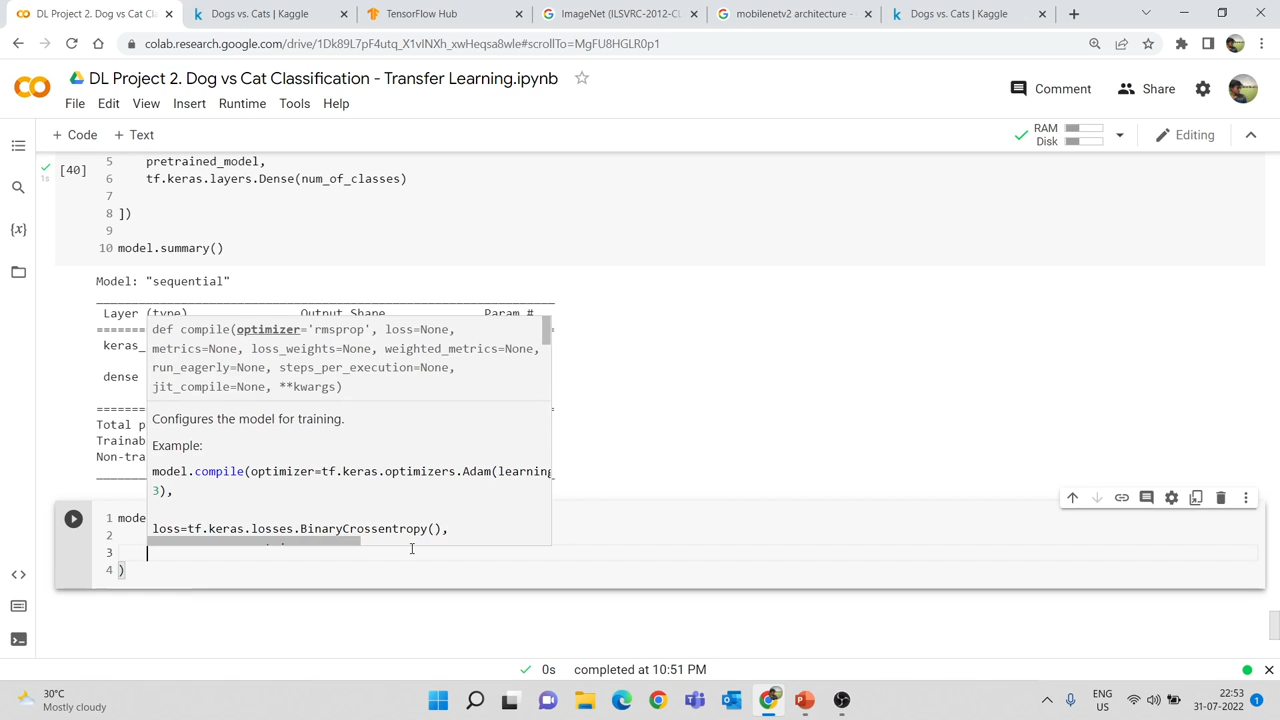 DL Project 2. Dog vs Cat Cl
Dogs vs. Cats | Kaggle
TensorFlow Hub
ImageNet (ILSVRC-2012-CL
mobilenetv2 architecture -
Dogs vs. Cats | Kaggle
colab.research.google.com/drive/1Dk89L7pF4utq_X1vINXh_xwHeqsa8wle#scrollTo=MgFU8HGLR0p1
DL Project 2. Dog vs Cat Classification - Transfer Learning.ipynb
Comment
Share
File Edit View Insert Runtime Tools Help
+ Code + Text
RAM
Disk
Editing
[40]
1s
5 pretrained_model,
6 tf.keras.layers.Dense(num_of_classes)
7
8 ])
9
10 model.summary()
Model: "sequential"
Layer (type) Output Shape Param #
keras_
dense
Total p
Trainab
Non-tra
def compile(optimizer='rmsprop', loss=None,
metrics=None, loss_weights=None, weighted_metrics=None,
run_eagerly=None, steps_per_execution=None,
jit_compile=None, **kwargs)
Configures the model for training.
Example:
model.compile(optimizer=tf.keras.optimizers.Adam(learning
3),
loss=tf.keras.losses.BinaryCrossentropy(),
1 mode
2
3
4 )
{x}
0s completed at 10:51 PM
30°C
Mostly cloudy
ENG
US
22:53
31-07-2022
1